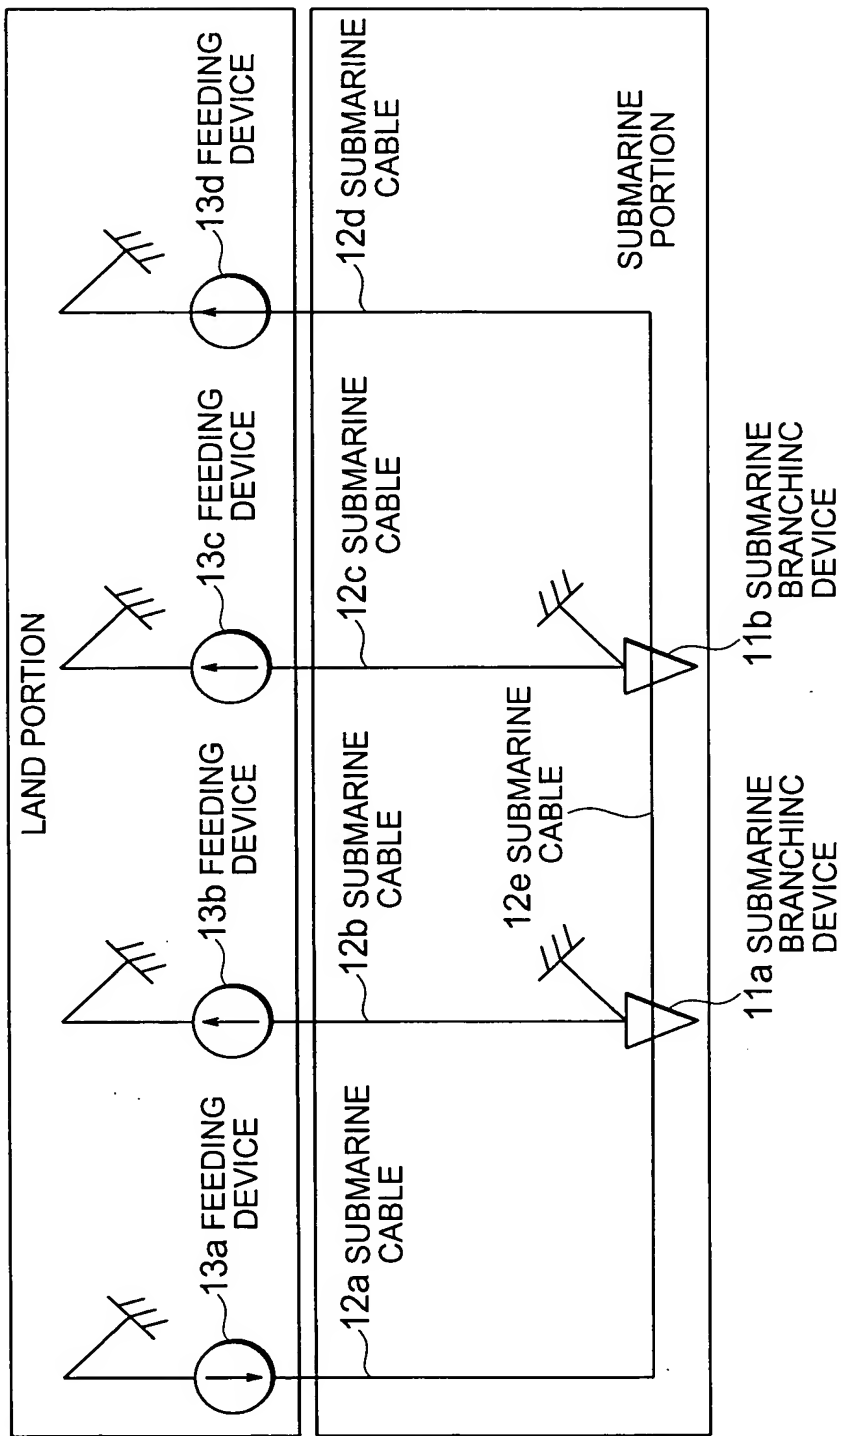 LAND PORTION
13a FEEDING
DEVICE
13b FEEDING
DEVICE
13c FEEDING
DEVICE
13d FEEDING
DEVICE
12a SUBMARINE
CABLE
12b SUBMARINE
CABLE
12c SUBMARINE
CABLE
12d SUBMARINE
CABLE
12e SUBMARINE
CABLE
SUBMARINE
PORTION
11a SUBMARINE
BRANCHINC
DEVICE
11b SUBMARINE
BRANCHINC
DEVICE